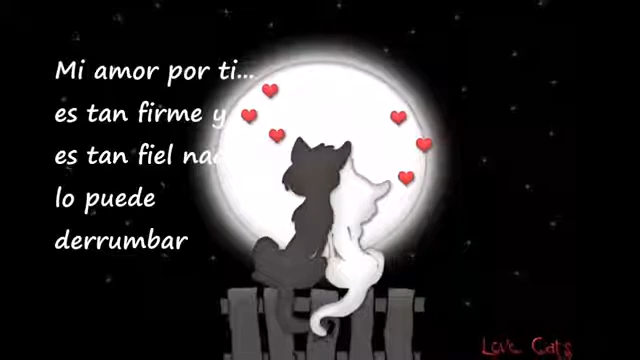 Mi amor por ti...
es tan firme y
es tan fiel
lo puede
derrumbar
Love Cats